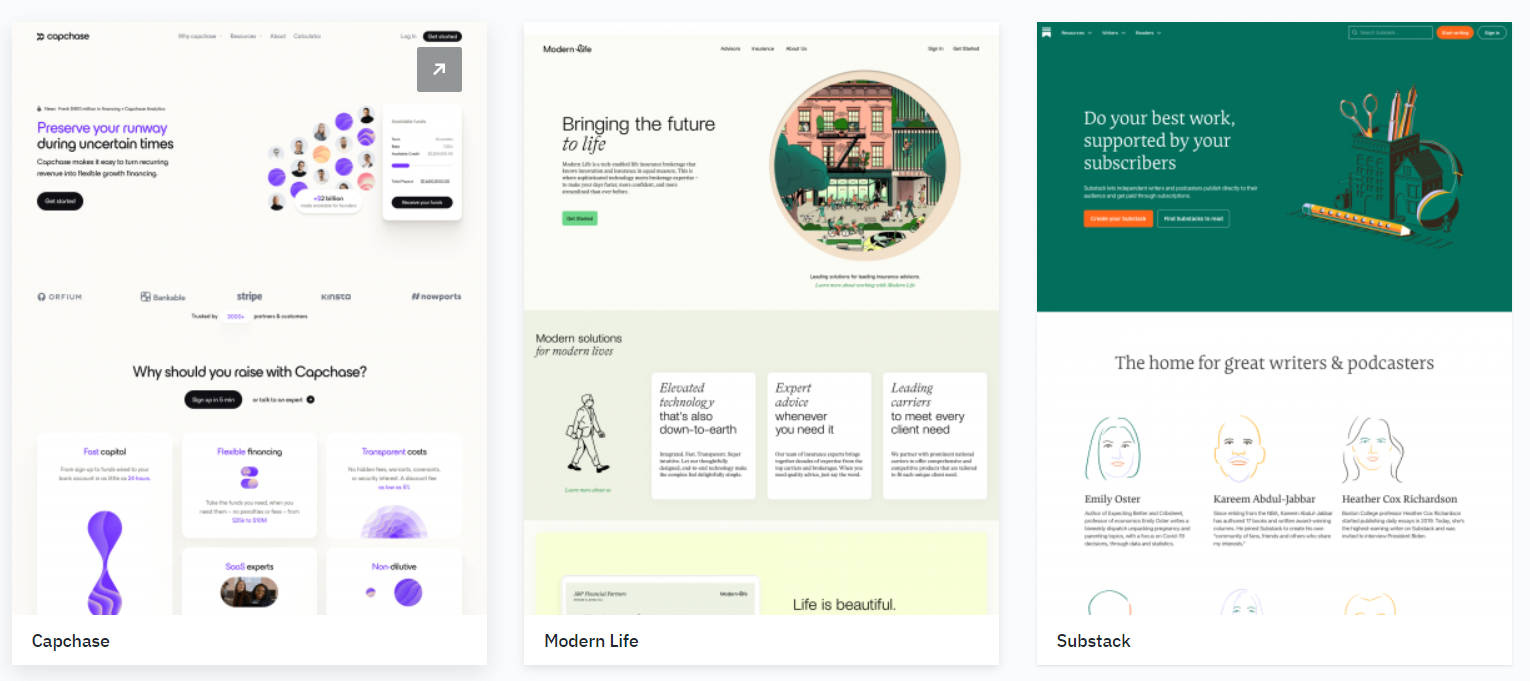 capchase
Why capchase
Resources
About
Calculator
Log in
Get started
News: Fresh $400 million in financing + Capchase Analytics
Preserve your runway
during uncertain times
Capchase makes it easy to turn recurring
revenue into flexible growth financing.
Get started
Available funds
Term
Rate
Available Credit
Total Payout
Receive your funds
+$2 billion
made available for founders
ORFIUM
Bankable
stripe
KINSTA
nowports
Trusted by 3000+ partners & customers
Why should you raise with Capchase?
Sign up in 5 min
or talk to an expert
Fast capital
From sign up to funds wired to your
bank account in as little as 24 hours.
Flexible financing
Take the funds you need, when you
need them – no penalties or fees – from
$25k to $10M
Transparent costs
No hidden fees, warrants, covenants,
or security interest. A discount fee
as low as 5%
SaaS experts
Non-dilutive
Capchase
Modern Life
Advisors
Insurance
About Us
Sign In
Get Started
Bringing the future
to life
Modern Life is a tech-enabled life insurance brokerage that
knows innovation and insurance in equal measure. This is
where sophisticated technology meets brokerage expertise –
to make your days faster, more confident, and more
streamlined than ever before.
Get Started
Leading solutions for leading insurance advisors.
Learn more about working with Modern Life
Modern solutions
for modern lives
Learn more about us
Elevated
technology
that's also
down-to-earth
Integrated. Fast. Transparent. Super
intuitive. Let our thoughtfully
designed, end-to-end technology make
the complex feel delightfully simple.
Expert
advice
whenever
you need it
Our team of insurance experts brings
together decades of expertise from the
top carriers and brokerages. When you
need quality advice, just say the word.
Leading
carriers
to meet every
client need
We partner with prominent national
carriers to offer comprehensive and
competitive products that are tailored
to fit each unique client need.
A&P Financial Partners
Modern Life
Life is beautiful.
Modern Life
Resources
Writers
Readers
Search Substack...
Start writing
Sign in
Do your best work,
supported by your
subscribers
Substack lets independent writers and podcasters publish directly to their
audience and get paid through subscriptions.
Create your Substack
Find Substacks to read
The home for great writers & podcasters
Emily Oster
Author of Expecting Better and Cribsheet,
professor of economics Emily Oster writes a
biweekly dispatch unpacking pregnancy and
parenting topics, with a focus on Covid-19
decisions, through data and statistics.
Kareem Abdul-Jabbar
Since retiring from the NBA, Kareem Abdul-Jabbar
has authored 17 books and written award-winning
columns. He joined Substack to create his own
"community of fans, friends and others who share
my interests."
Heather Cox Richardson
Boston College professor Heather Cox Richardson
started publishing daily essays in 2019. Today, she's
the highest-earning writer on Substack and was
invited to interview President Biden.
Substack